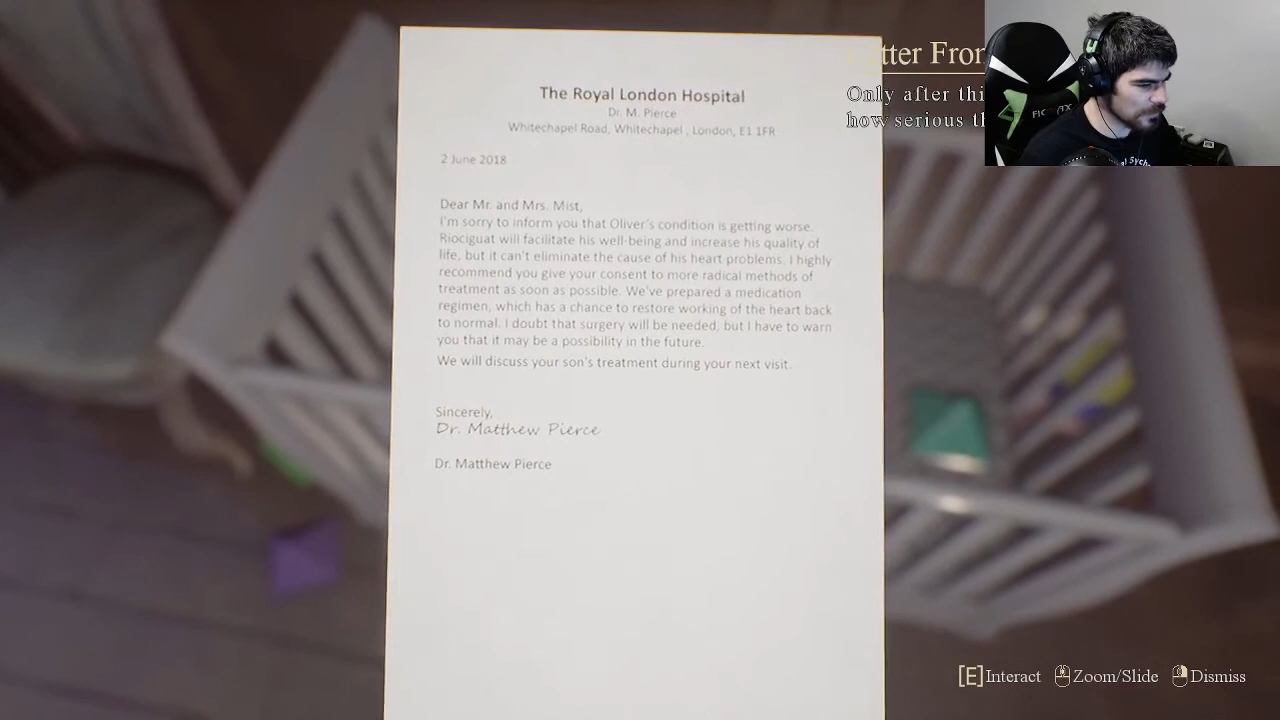 The Royal London Hospital
Dr. M. Pierce
Whitechapel Road, Whitechapel , London, E1 1FR
2 June 2018
Dear Mr. and Mrs. Mist,
I'm sorry to inform you that Oliver's condition is getting worse.
Riociguat will facilitate his well-being and increase his quality of
life, but it can't eliminate the cause of his heart problems. I highly
recommend you give your consent to more radical methods of
treatment as soon as possible. We've prepared a medication
regimen, which has a chance to restore working of the heart back
to normal. I doubt that surgery will be needed, but I have to warn
you that it may be a possibility in the future.
We will discuss your son's treatment during your next visit.
Sincerely,
Dr. Matthew Pierce
Dr. Matthew Pierce
Only after
how serious
[E]Interact Zoom/Slide Dismiss